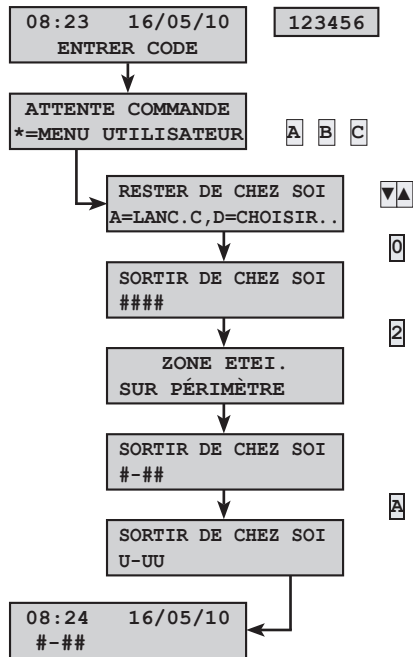 08:23 16/05/10
ENTRER CODE
123456
ATTENTE COMMANDE
*=MENU UTILISATEUR
A B C
RESTER DE CHEZ SOI
A=LANC.C,D=CHOISIR..
▼▲
0
SORTIR DE CHEZ SOI
####
2
ZONE ETEI.
SUR PÉRIMÈTRE
SORTIR DE CHEZ SOI
#-##
A
SORTIR DE CHEZ SOI
U-UU
08:24 16/05/10
#-##